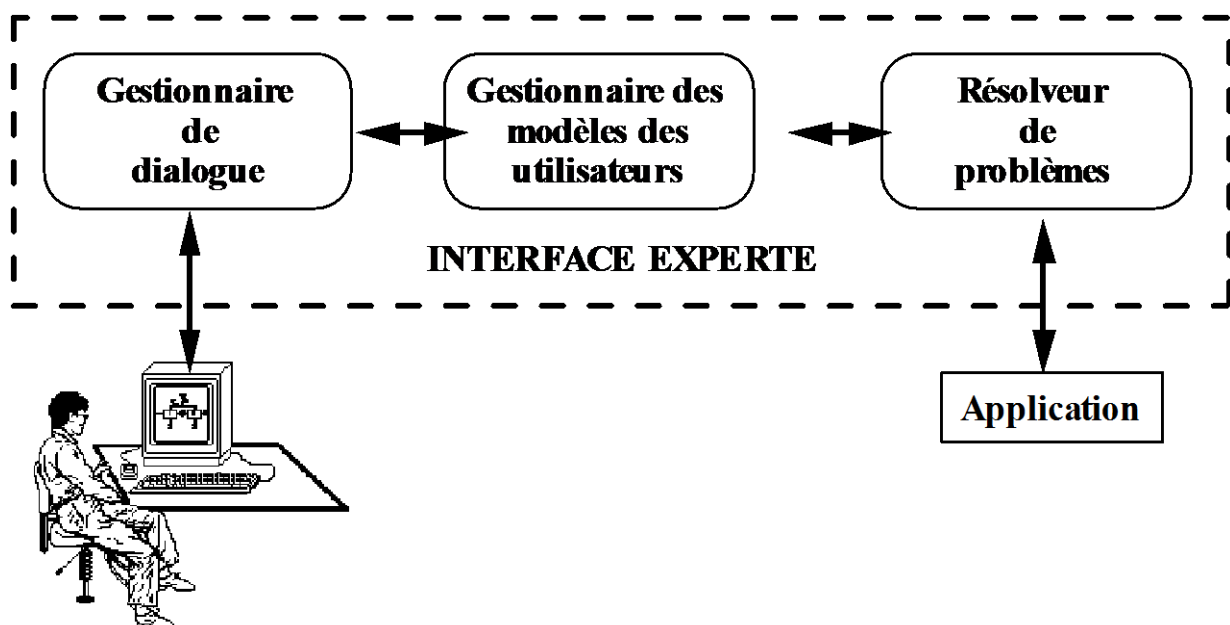 Gestionnaire
de
dialogue
Gestionnaire des
modèles des
utilisateurs
Résolveur
de
problèmes
INTERFACE EXPERTE
Application